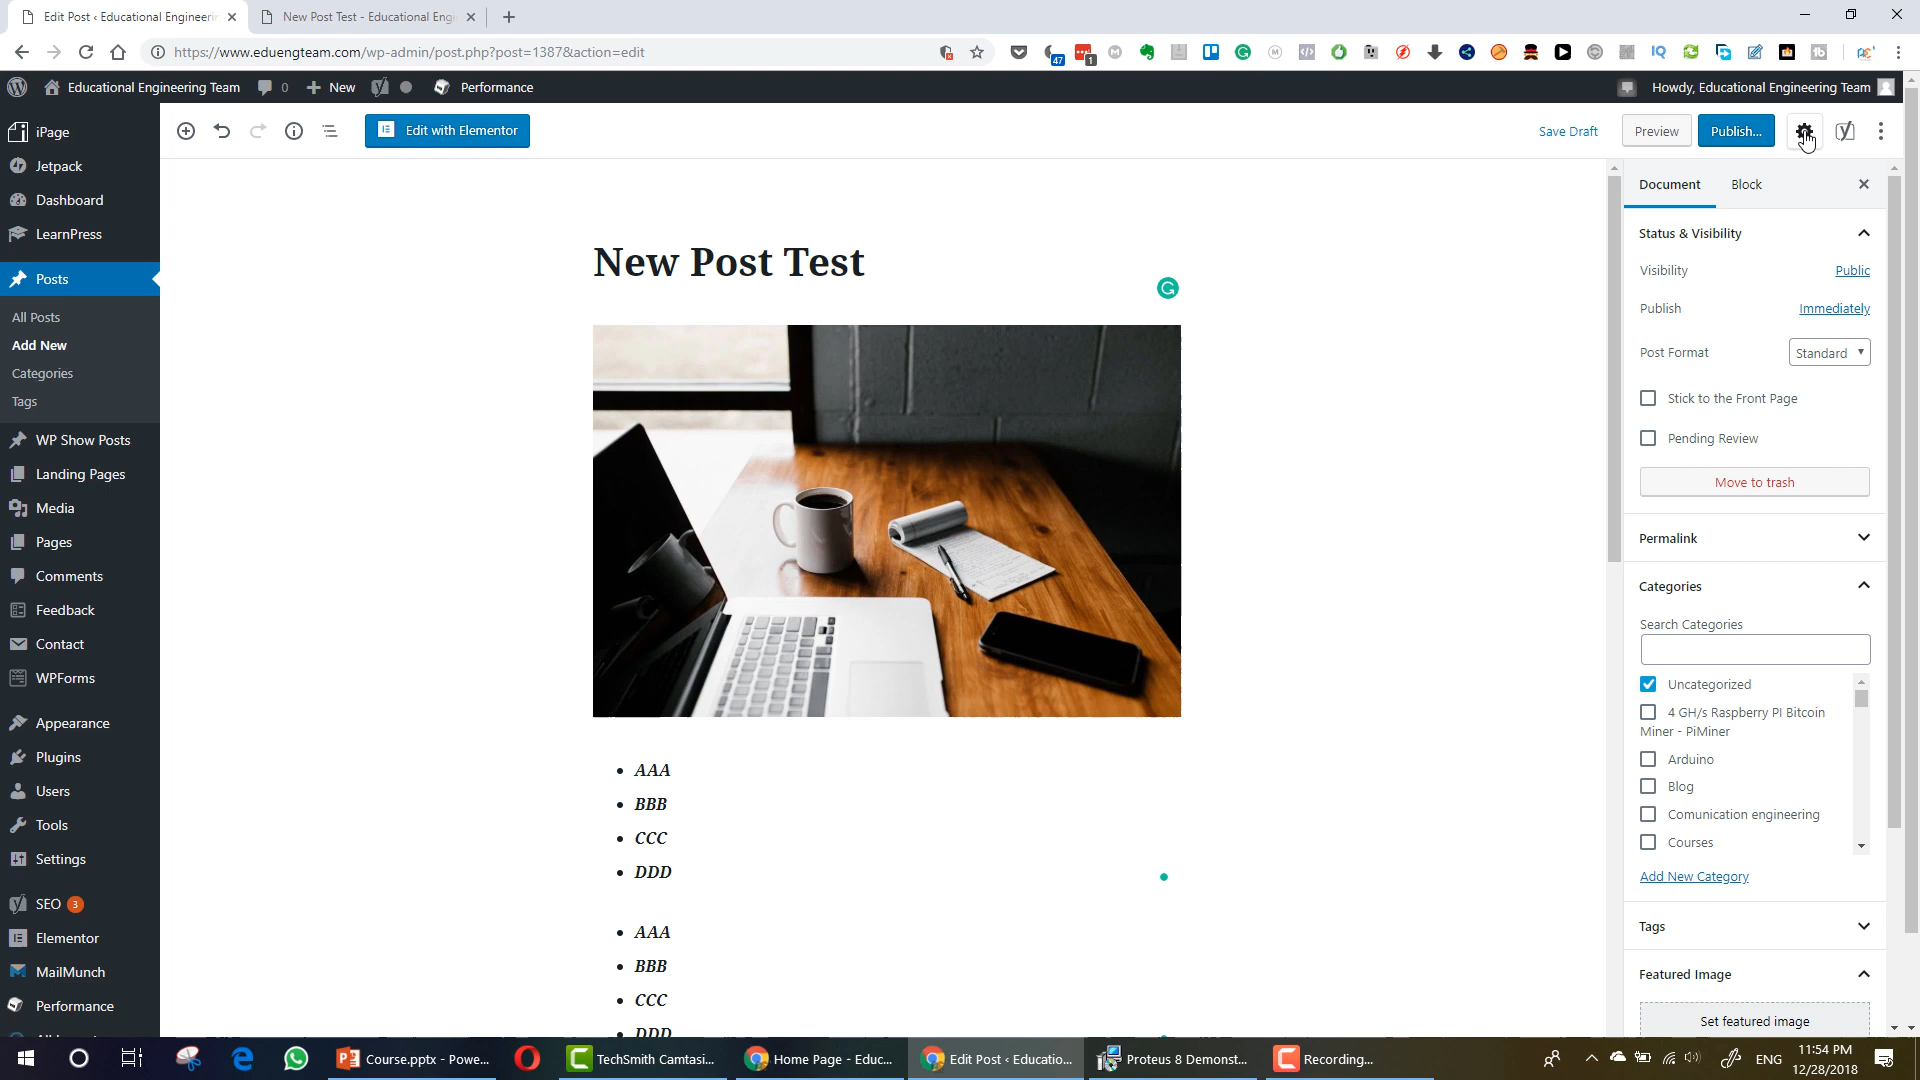 Edit Post ‹ Educational Engineerin
New Post Test - Educational Engi
https://www.eduengteam.com/wp-admin/post.php?post=1387&action=edit
47
1
IQ
Educational Engineering Team
0
New
Performance
Howdy, Educational Engineering Team
iPage
Jetpack
Dashboard
LearnPress
Posts
All Posts
Add New
Categories
Tags
WP Show Posts
Landing Pages
Media
Pages
Comments
Feedback
Contact
WPForms
Appearance
Plugins
Users
Tools
Settings
SEO 3
Elementor
MailMunch
Performance
Edit with Elementor
Save Draft
Preview
Publish...
New Post Test
AAA
BBB
CCC
DDD
AAA
BBB
CCC
DDD
Document
Block
Status & Visibility
Visibility
Public
Publish
Immediately
Post Format
Standard
Stick to the Front Page
Pending Review
Move to trash
Permalink
Categories
Search Categories
Uncategorized
4 GH/s Raspberry PI Bitcoin
Miner - PiMiner
Arduino
Blog
Comunication engineering
Courses
Add New Category
Tags
Featured Image
Set featured image
Course.pptx - Powe...
TechSmith Camtasi...
Home Page - Educ...
Edit Post ‹ Educatio...
Proteus 8 Demonst...
Recording...
ENG
11:54 PM
12/28/2018